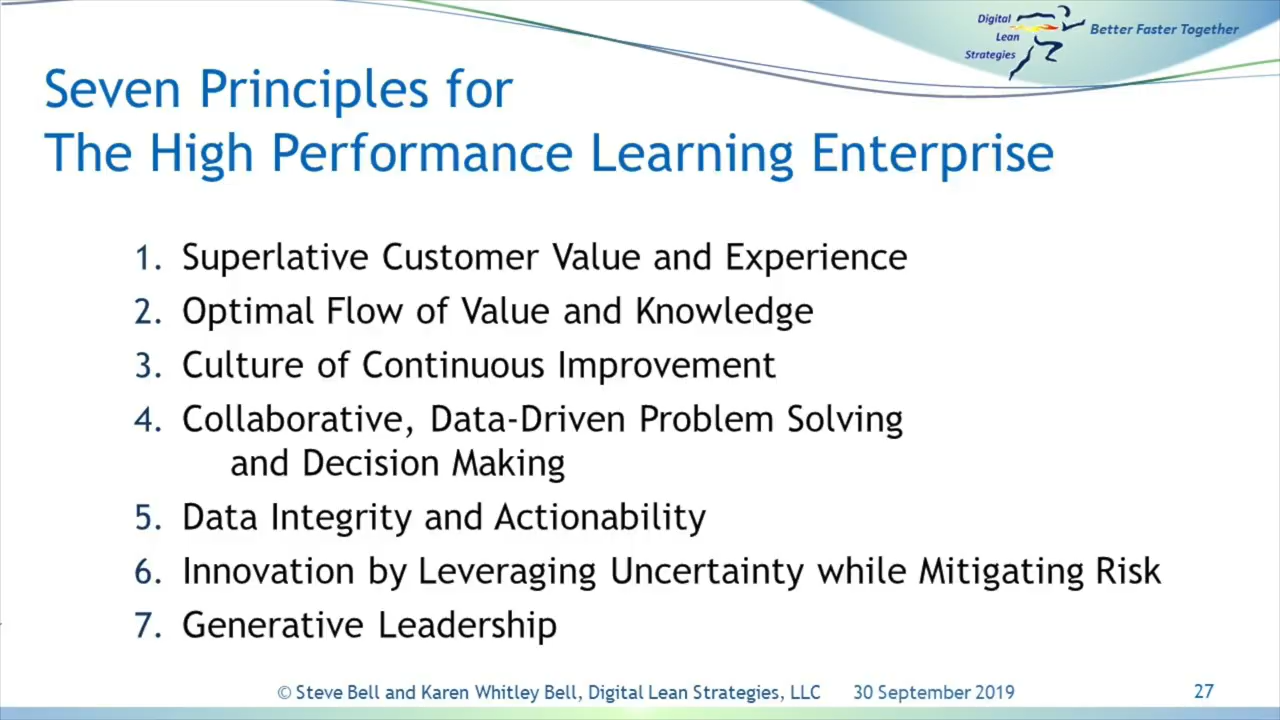 Digital
Lean
Strategies
Better Faster Together
Seven Principles for
The High Performance Learning Enterprise
1. Superlative Customer Value and Experience
2. Optimal Flow of Value and Knowledge
3. Culture of Continuous Improvement
4. Collaborative, Data-Driven Problem Solving
and Decision Making
5. Data Integrity and Actionability
6. Innovation by Leveraging Uncertainty while Mitigating Risk
7. Generative Leadership
© Steve Bell and Karen Whitley Bell, Digital Lean Strategies, LLC 30 September 2019 27